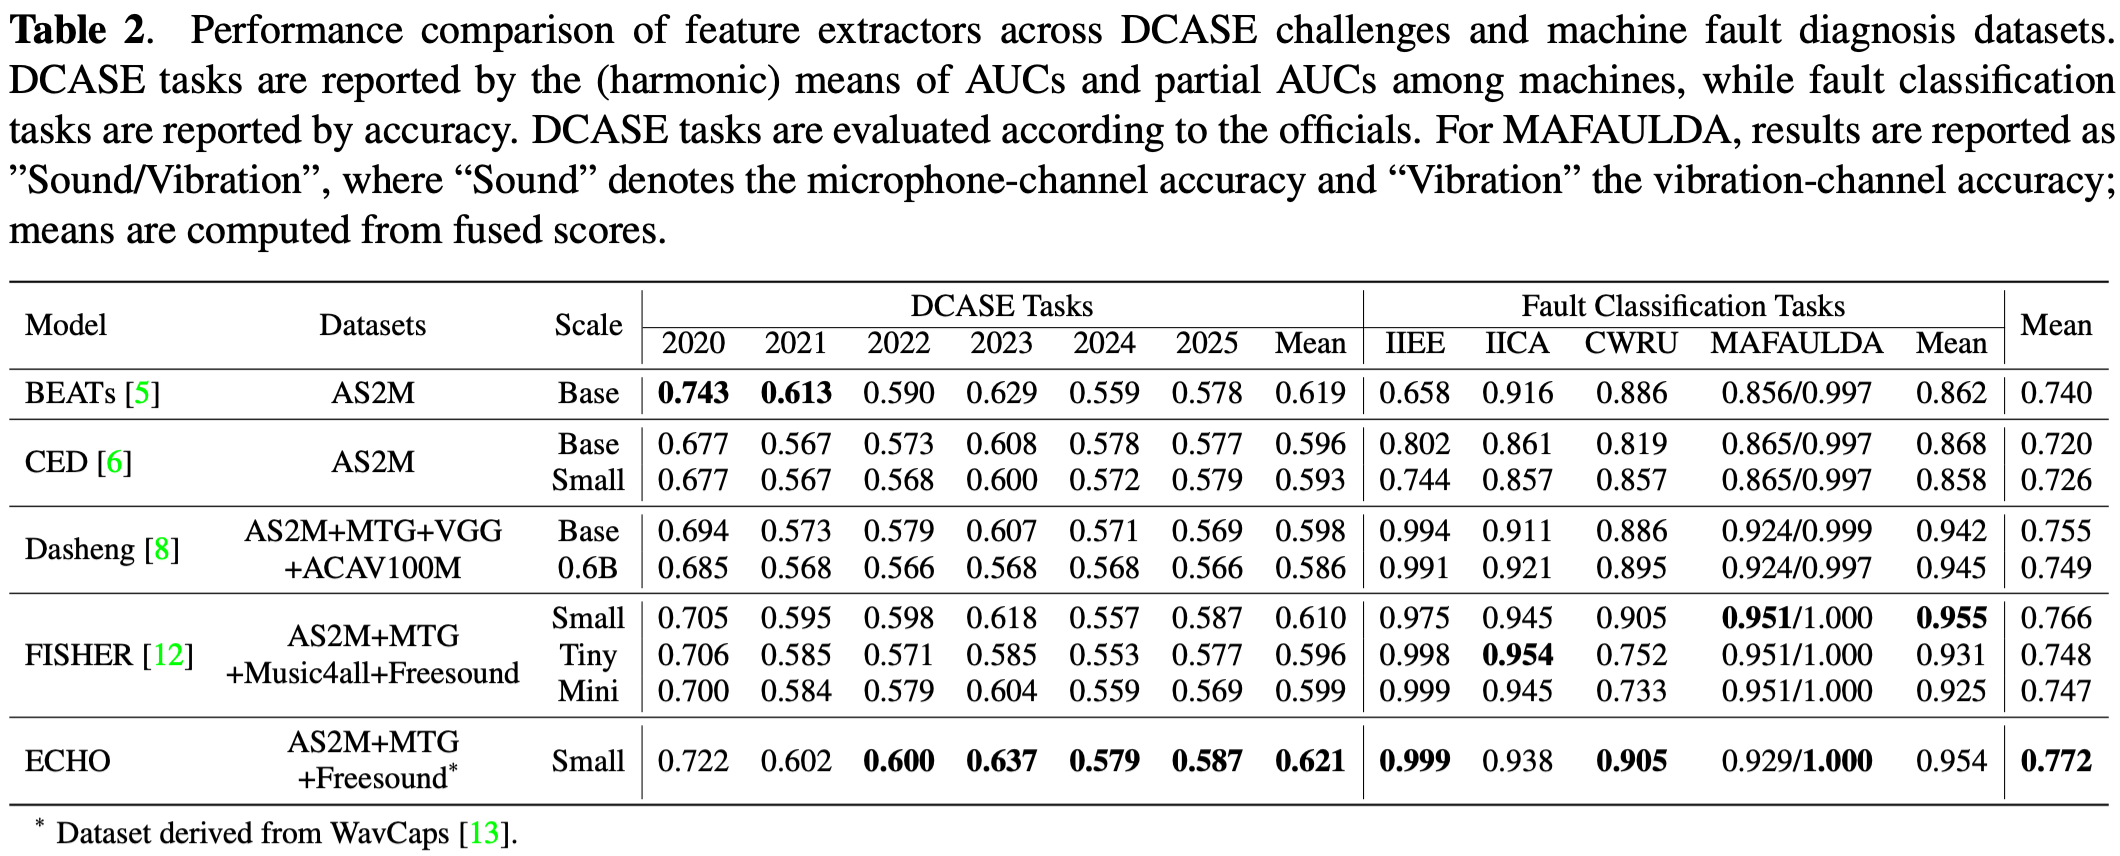 Table 2. Performance comparison of feature extractors across DCASE challenges and machine fault diagnosis datasets.
DCASE tasks are reported by the (harmonic) means of AUCs and partial AUCs among machines, while fault classification
tasks are reported by accuracy. DCASE tasks are evaluated according to the officials. For MAFAULDA, results are reported as
”Sound/Vibration”, where “Sound” denotes the microphone-channel accuracy and “Vibration” the vibration-channel accuracy;
means are computed from fused scores.
Model Datasets Scale DCASE Tasks Fault Classification Tasks Mean
2020 2021 2022 2023 2024 2025 Mean IIEE IICA CWRU MAFAULDA Mean
BEATs [5] AS2M Base 0.743 0.613 0.590 0.629 0.559 0.578 0.619 0.658 0.916 0.886 0.856/0.997 0.862 0.740
CED [6] AS2M
Base 0.677 0.567 0.573 0.608 0.578 0.577 0.596 0.802 0.861 0.819 0.865/0.997 0.868 0.720
Small 0.677 0.567 0.568 0.600 0.572 0.579 0.593 0.744 0.857 0.857 0.865/0.997 0.858 0.726
Dasheng [8]
AS2M+MTG+VGG Base 0.694 0.573 0.579 0.607 0.571 0.569 0.598 0.994 0.911 0.886 0.924/0.999 0.942 0.755
+ACAV100M 0.6B 0.685 0.568 0.566 0.568 0.568 0.566 0.586 0.991 0.921 0.895 0.924/0.997 0.945 0.749
FISHER [12]
AS2M+MTG
+Music4all+Freesound
Small 0.705 0.595 0.598 0.618 0.557 0.587 0.610 0.975 0.945 0.905 0.951/1.000 0.955 0.766
Tiny 0.706 0.585 0.571 0.585 0.553 0.577 0.596 0.998 0.954 0.752 0.951/1.000 0.931 0.748
Mini 0.700 0.584 0.579 0.604 0.559 0.569 0.599 0.999 0.945 0.733 0.951/1.000 0.925 0.747
ECHO
AS2M+MTG
+Freesound*
Small 0.722 0.602 0.600 0.637 0.579 0.587 0.621 0.999 0.938 0.905 0.929/1.000 0.954 0.772
* Dataset derived from WavCaps [13].